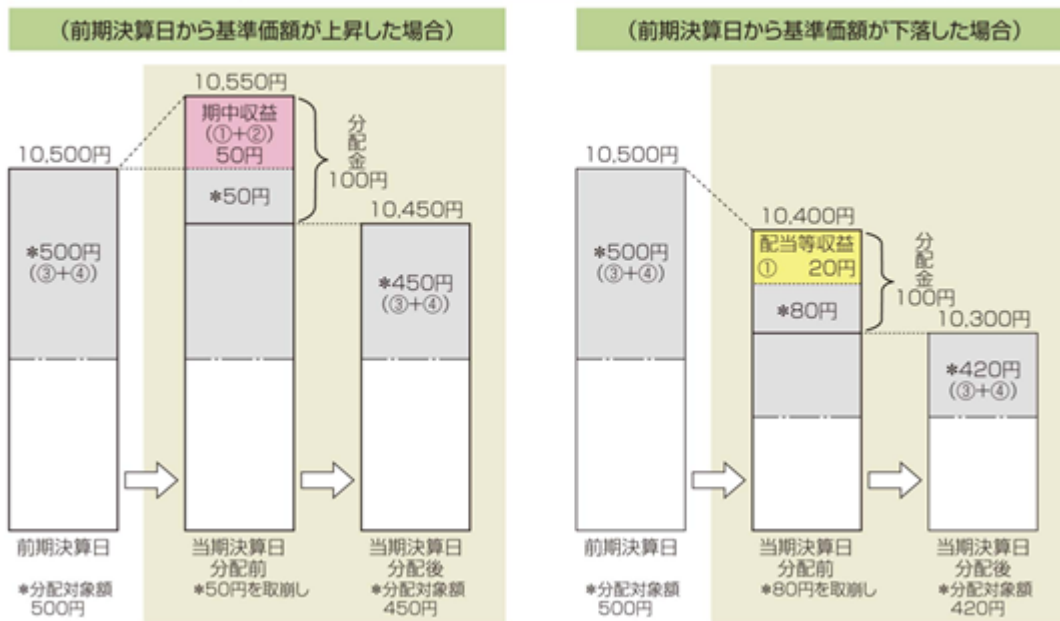 （前期決算日から基準価額が上昇した場合）
10,550円
期中収益
（①＋②）
50円
分配金
100円
10,500円
＊50円
10,450円
＊500円
（③＋④）
＊450円
（③＋④）
前期決算日
当期決算日
分配前
当期決算日
分配後
＊分配対象額
500円
＊50円を取崩し
＊分配対象額
450円
（前期決算日から基準価額が下落した場合）
10,500円
10,400円
配当等収益
①　20円
分配金
100円
＊500円
（③＋④）
＊80円
10,300円
＊420円
（③＋④）
前期決算日
当期決算日
分配前
当期決算日
分配後
＊分配対象額
500円
＊80円を取崩し
＊分配対象額
420円